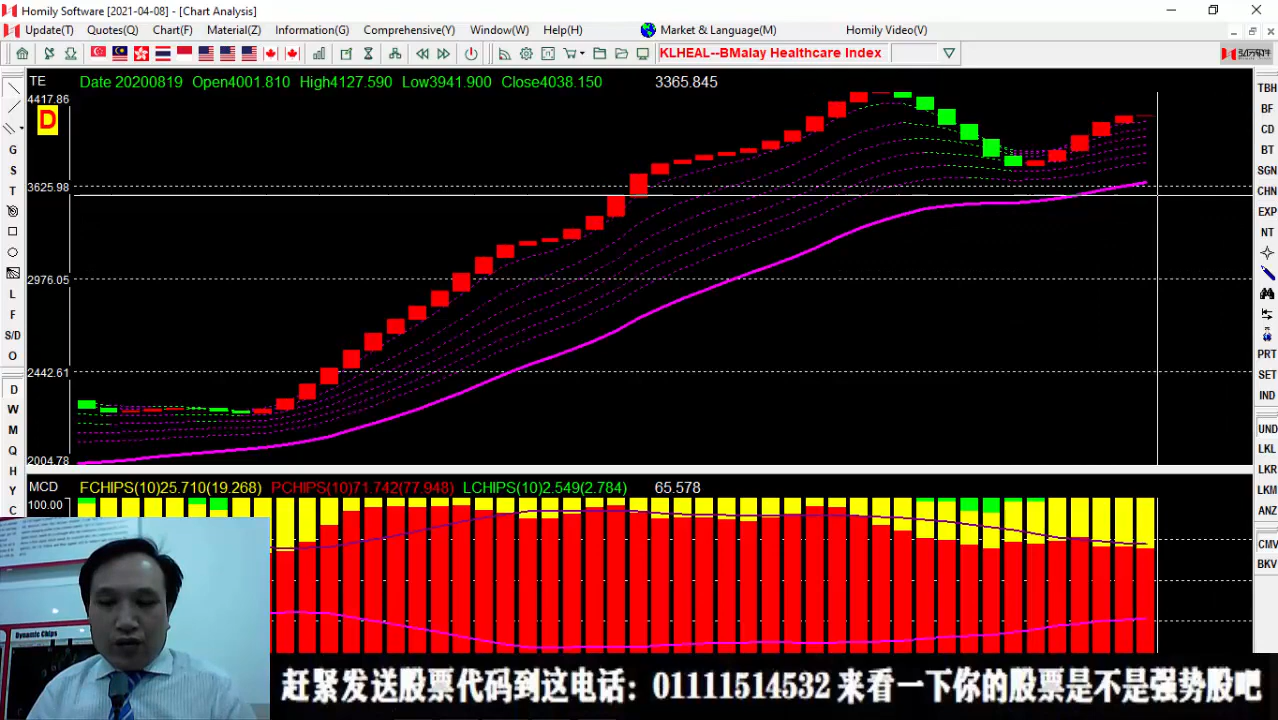 Homily Software [2021-04-08] - [Chart Analysis]
Update(T) Quotes(Q) Chart(F) Material(Z) Information(G) Comprehensive(Y) Window(W) Help(H) Market & Language(M) Homily Video(V)
KLHEAL--BMalay Healthcare Index
TE Date 20200819 Open4001.810 High4127.590 Low3941.900 Close4038.150 3365.845
4417.86
D
3625.98
2976.05
2442.61
2004.78
MCD FCHIPS(10)25.710(19.268) PCHIPS(10)71.742(77.948) LCHIPS(10)2.549(2.784) 65.578
100.00
G
S
T
L
F
S/D
O
D
W
M
Q
H
Y
C
TBH
BF
CD
BT
SGN
CHN
EXP
NT
PRT
SET
IND
UND
LKL
LKR
LKM
ANZ
CMV
BKV
Dynamic Chips
赶紧发送股票代码到这电话：01111514532 来看一下你的股票是不是强势股吧